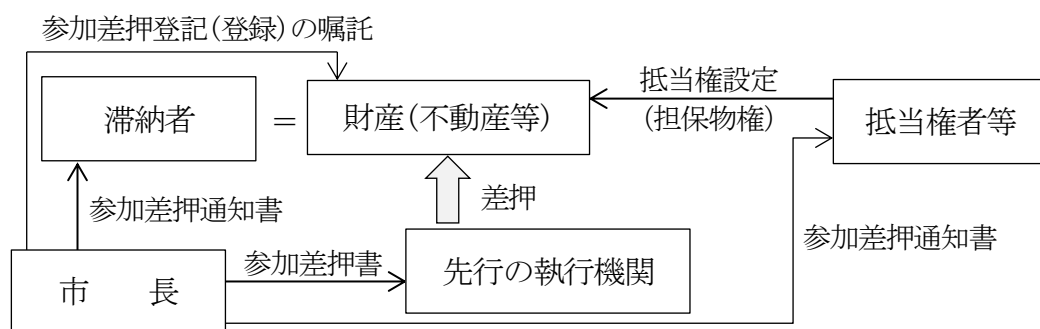 参加差押登記(登録)の嘱託
滞納者
=
財産(不動産等)
抵当権設定
(担保物権)
抵当権者等
参加差押通知書
差押
参加差押通知書
市　　長
参加差押書
先行の執行機関